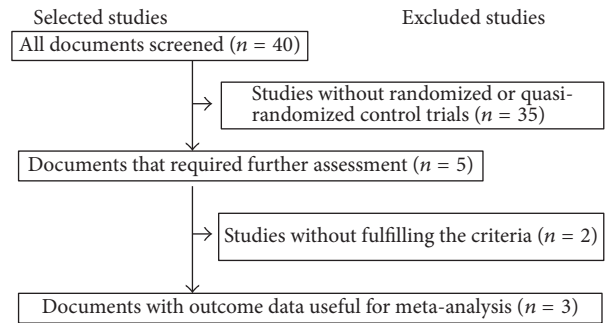 Selected studies
Excluded studies
All documents screened (n = 40)
Studies without randomized or quasi-
randomized control trials (n = 35)
Documents that required further assessment (n = 5)
Studies without fulfilling the criteria (n = 2)
Documents with outcome data useful for meta-analysis (n = 3)